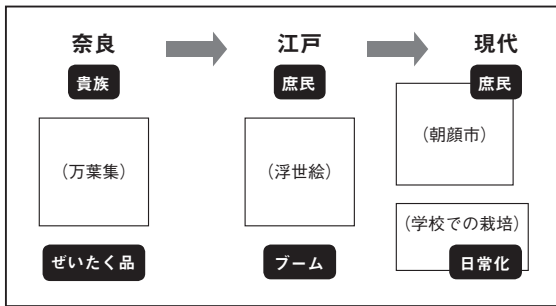 奈良
江戸
現代
貴族
庶民
庶民
(万葉集)
(浮世絵)
(朝顔市)
(学校での栽培)
ぜいたく品
ブーム
日常化